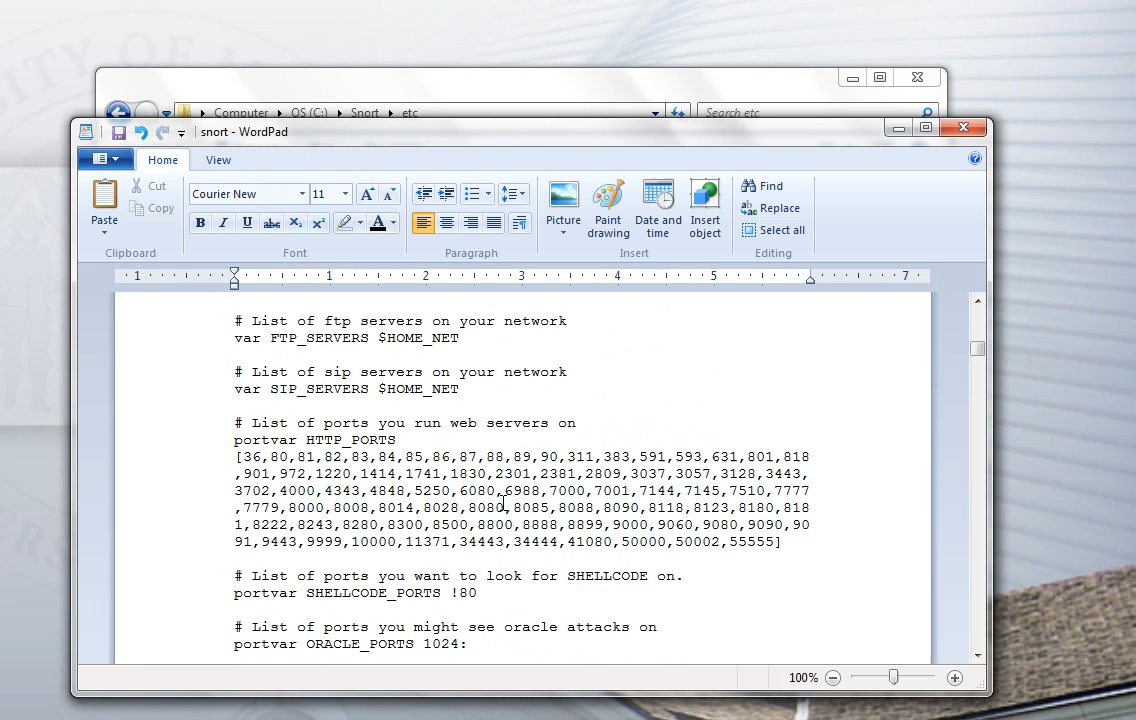 SITY OF M
Computer OS (C:) Snort etc
Search etc
snort - WordPad
Home View
Paste
Cut
Copy
Clipboard
Courier New 11
Font
Paragraph
Picture
Paint drawing
Date and time
Insert object
Insert
Find
Replace
Select all
Editing
1 1 2 3 4 5 7
# List of ftp servers on your network
var FTP_SERVERS $HOME_NET
# List of sip servers on your network
var SIP_SERVERS $HOME_NET
# List of ports you run web servers on
portvar HTTP_PORTS
[36,80,81,82,83,84,85,86,87,88,89,90,311,383,591,593,631,801,818
,901,972,1220,1414,1741,1830,2301,2381,2809,3037,3057,3128,3443,
3702,4000,4343,4848,5250,6080,6988,7000,7001,7144,7145,7510,7777
,7779,8000,8008,8014,8028,8080,8085,8088,8090,8118,8123,8180,818
1,8222,8243,8280,8300,8500,8800,8888,8899,9000,9060,9080,9090,90
91,9443,9999,10000,11371,34443,34444,41080,50000,50002,55555]
# List of ports you want to look for SHELLCODE on.
portvar SHELLCODE_PORTS !80
# List of ports you might see oracle attacks on
portvar ORACLE_PORTS 1024:
100%